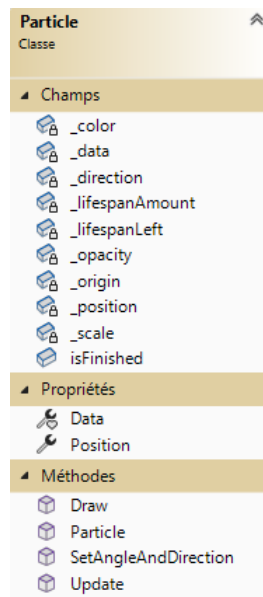 Particle
Classe
Champs
_color
_data
_direction
_lifespanAmount
_lifespanLeft
_opacity
_origin
_position
_scale
isFinished
Propriétés
Data
Position
Méthodes
Draw
Particle
SetAngleAndDirection
Update